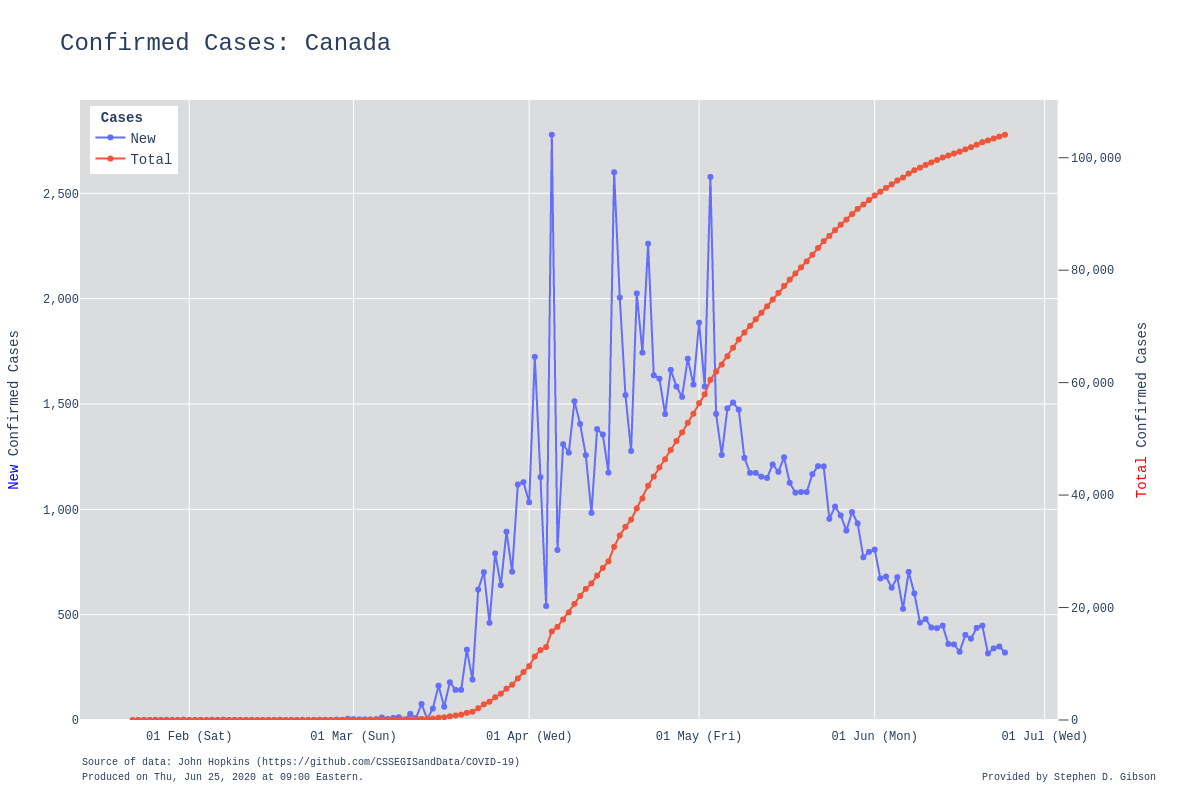 Confirmed Cases: Canada
Cases
New
Total
2,500
2,000
1,500
1,000
500
0
100,000
80,000
60,000
40,000
20,000
0
New Confirmed Cases
Total Confirmed Cases
01 Feb (Sat)
01 Mar (Sun)
01 Apr (Wed)
01 May (Fri)
01 Jun (Mon)
01 Jul (Wed)
Source of data: John Hopkins (https://github.com/CSSEGISandData/COVID-19)
Produced on Thu, Jun 25, 2020 at 09:00 Eastern.
Provided by Stephen D. Gibson